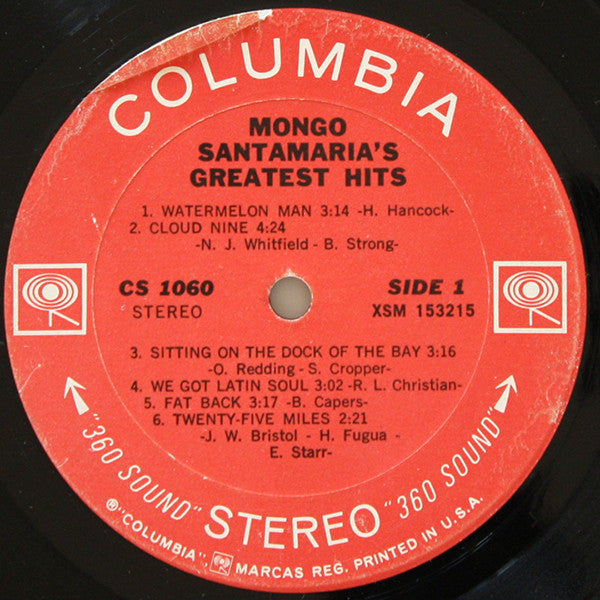 COLUMBIA
MONGO
SANTAMARIA'S
GREATEST HITS
1. WATERMELON MAN 3:14 -H. Hancock-
2. CLOUD NINE 4:24
-N. J. Whitfield - B. Strong-
CS 1060
STEREO
SIDE 1
XSM 153215
3. SITTING ON THE DOCK OF THE BAY 3:16
-O. Redding - S. Cropper-
4. WE GOT LATIN SOUL 3:02 -R. L. Christian-
5. FAT BACK 3:17 -B. Capers-
6. TWENTY-FIVE MILES 2:21
-J. W. Bristol - H. Fugua -
E. Starr-
"360 SOUND" STEREO "360 SOUND"
®"COLUMBIA", MARCAS REG. PRINTED IN U.S.A.